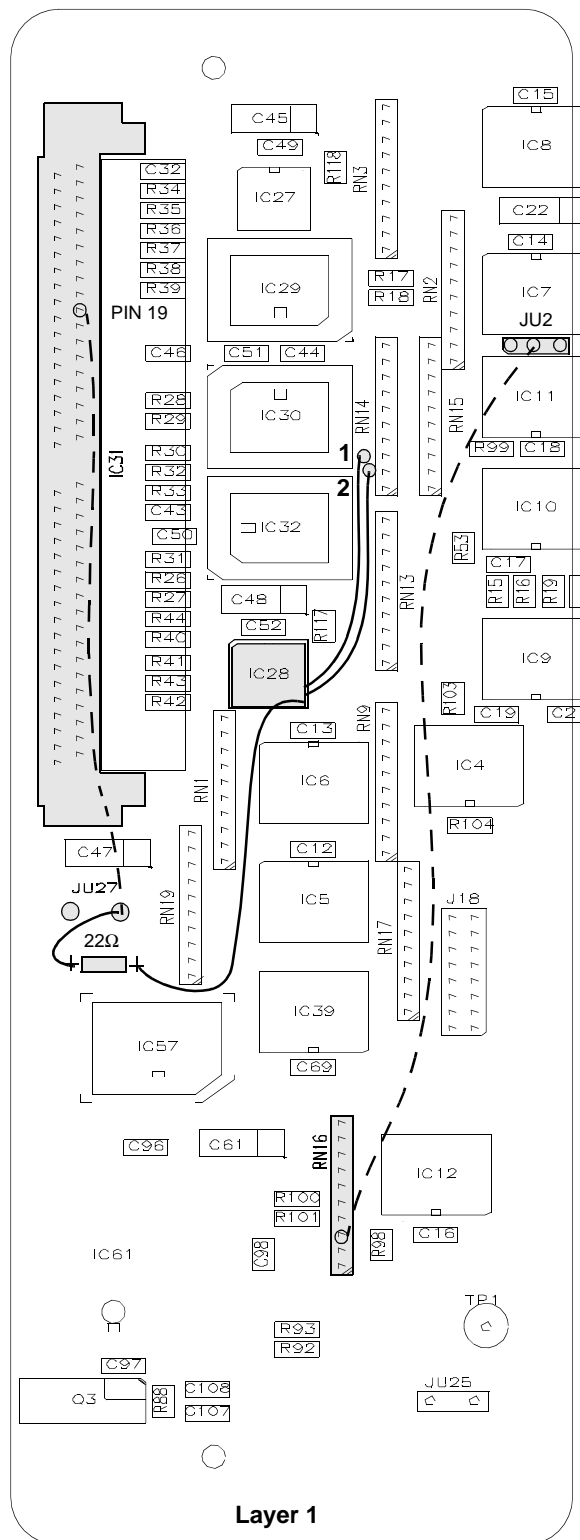 C15
C45
IC8
C49
R118
RN3
C32
R34
IC27
R35
C22
R36
R37
C14
R38
R17
RN2
R39
IC29
R18
IC7
PIN 19
JU2
C46
C51
C44
R28
IC30
RN14
RN15
IC11
R29
1
R99
C18
R30
IC31
R32
2
R33
IC10
C43
IC32
C50
R53
R31
C17
R26
RN13
R15
R16
R19
R27
C48
R44
C52
R117
R40
R41
IC28
IC9
R43
R103
R42
C19
C2
C13
RN9
RN1
IC6
IC4
R104
C47
C12
JU27
RN19
IC5
J18
RN17
22Ω
IC39
IC57
C69
C96
C61
RN16
IC12
R100
R101
C98
R98
C16
IC61
TP1
R93
R92
C97
JU25
Q3
R88
C108
C107
Layer 1